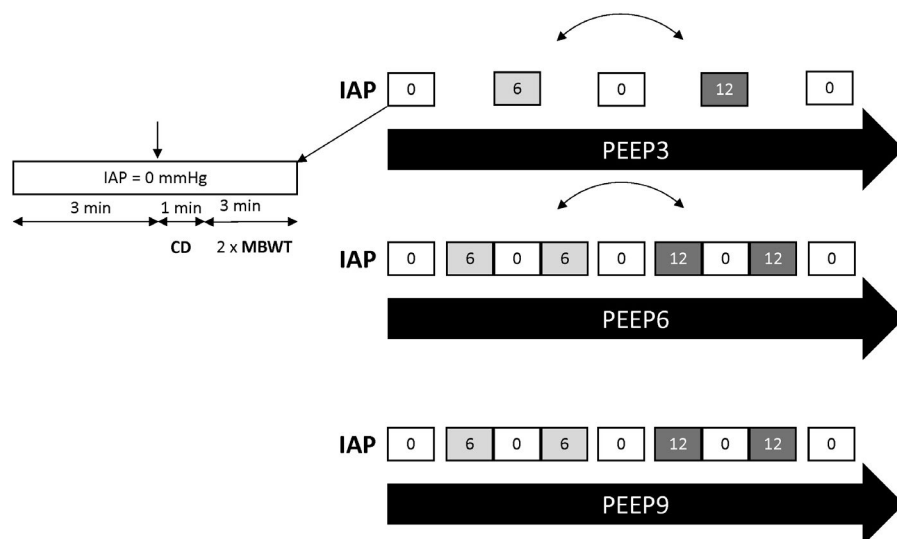 IAP 0 6 0 12 0
PEEP3
IAP = 0 mmHg
3 min 1 min 3 min
CD 2 x MBWT
IAP 0 6 0 6 0 12 0 12 0
PEEP6
IAP 0 6 0 6 0 12 0 12 0
PEEP9